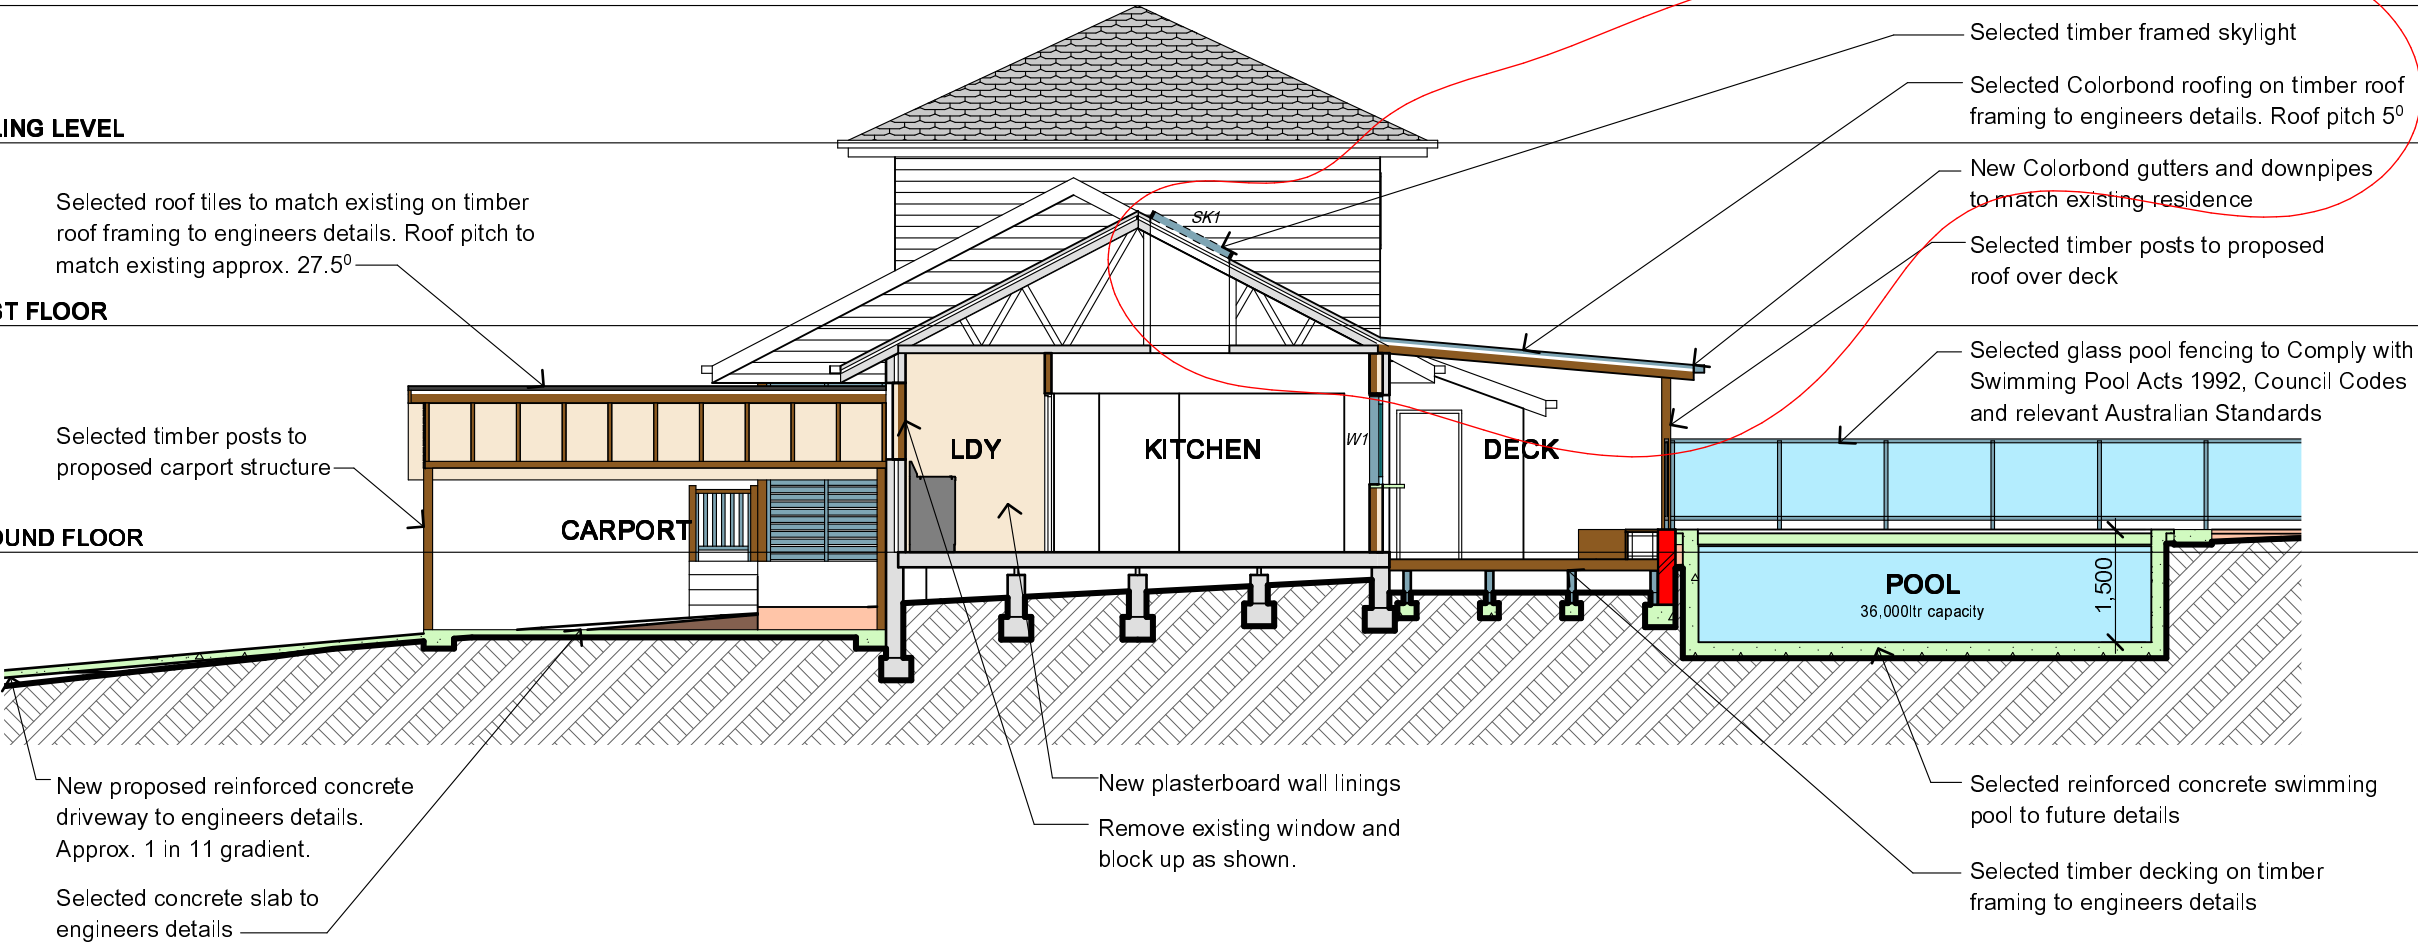 LING LEVEL
Selected roof tiles to match existing on timber
roof framing to engineers details. Roof pitch to
match existing approx. 27.5⁰
ST FLOOR
Selected timber posts to
proposed carport structure
OUND FLOOR
New proposed reinforced concrete
driveway to engineers details.
Approx. 1 in 11 gradient.
Selected concrete slab to
engineers details
CARPORT
LDY
KITCHEN
SK1
W1
DECK
POOL
36,000ltr capacity
1,500
New plasterboard wall linings
Remove existing window and
block up as shown.
Selected timber framed skylight
Selected Colorbond roofing on timber roof
framing to engineers details. Roof pitch 5⁰
New Colorbond gutters and downpipes
to match existing residence
Selected timber posts to proposed
roof over deck
Selected glass pool fencing to Comply with
Swimming Pool Acts 1992, Council Codes
and relevant Australian Standards
Selected reinforced concrete swimming
pool to future details
Selected timber decking on timber
framing to engineers details